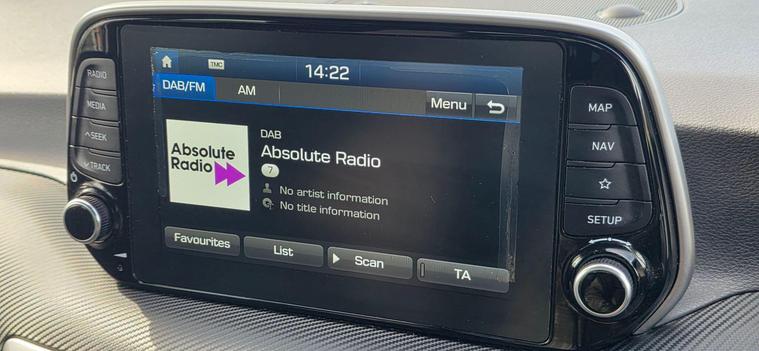 RADIO
MEDIA
SEEK
TRACK
TMC
14:22
DAB/FM
AM
Menu
Absolute
Radio
DAB
Absolute Radio
7
No artist information
No title information
Favourites
List
Scan
TA
MAP
NAV
SETUP